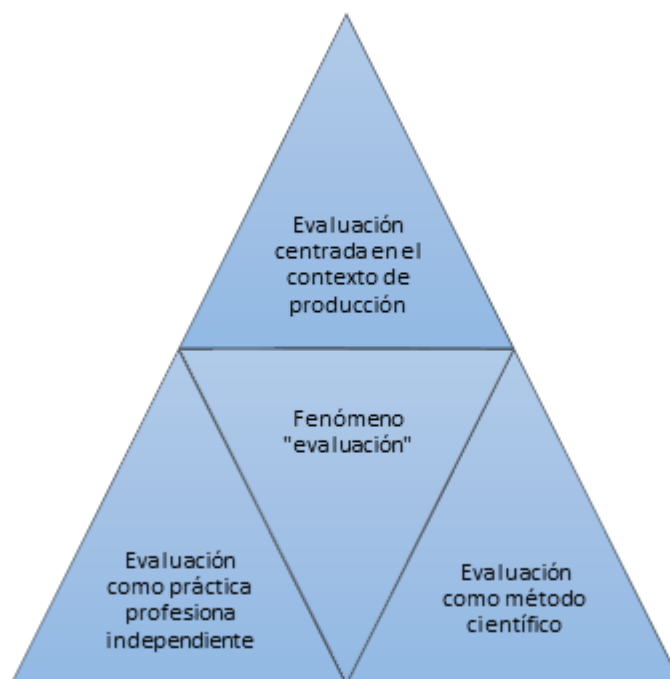 Evaluación
centrada en el
contexto de
producción
Fenómeno
"evaluación"
Evaluación
como práctica
profesiona
independiente
Evaluación
como método
científico